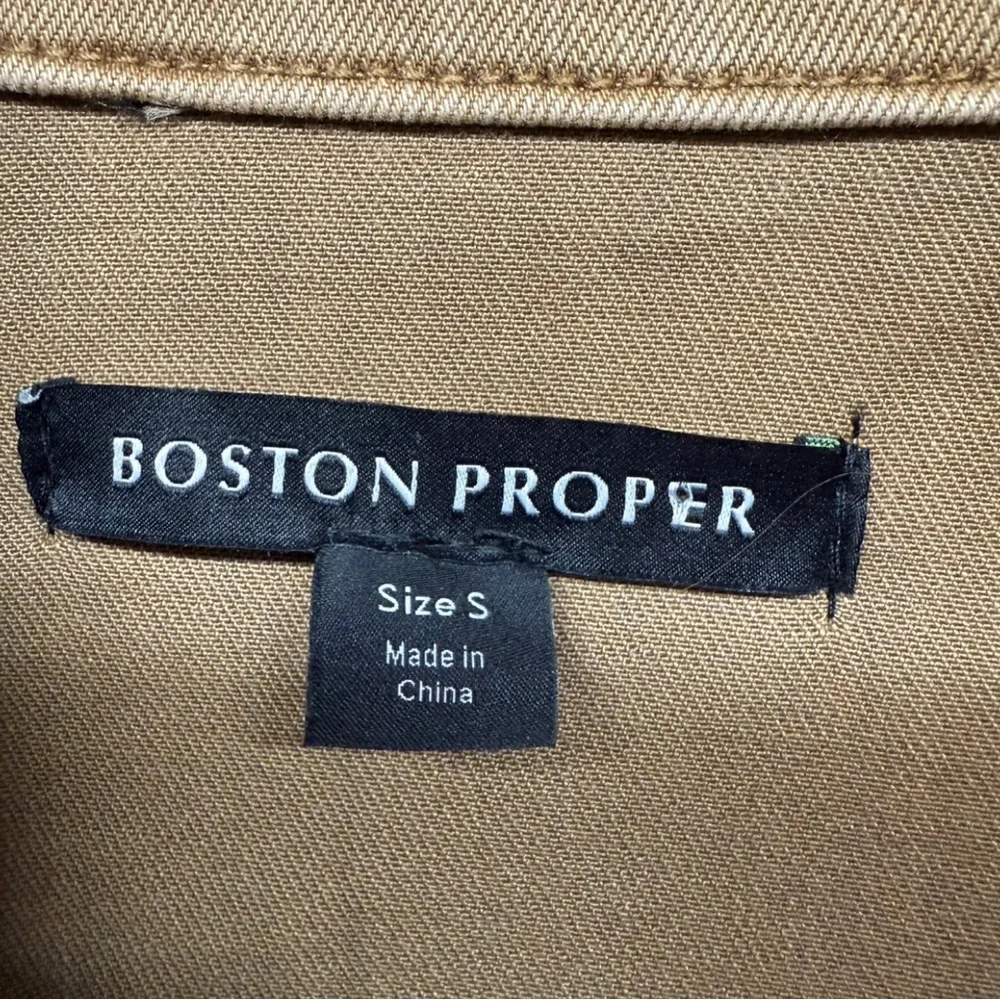 BOSTON PROPER
Size S
Made in
China